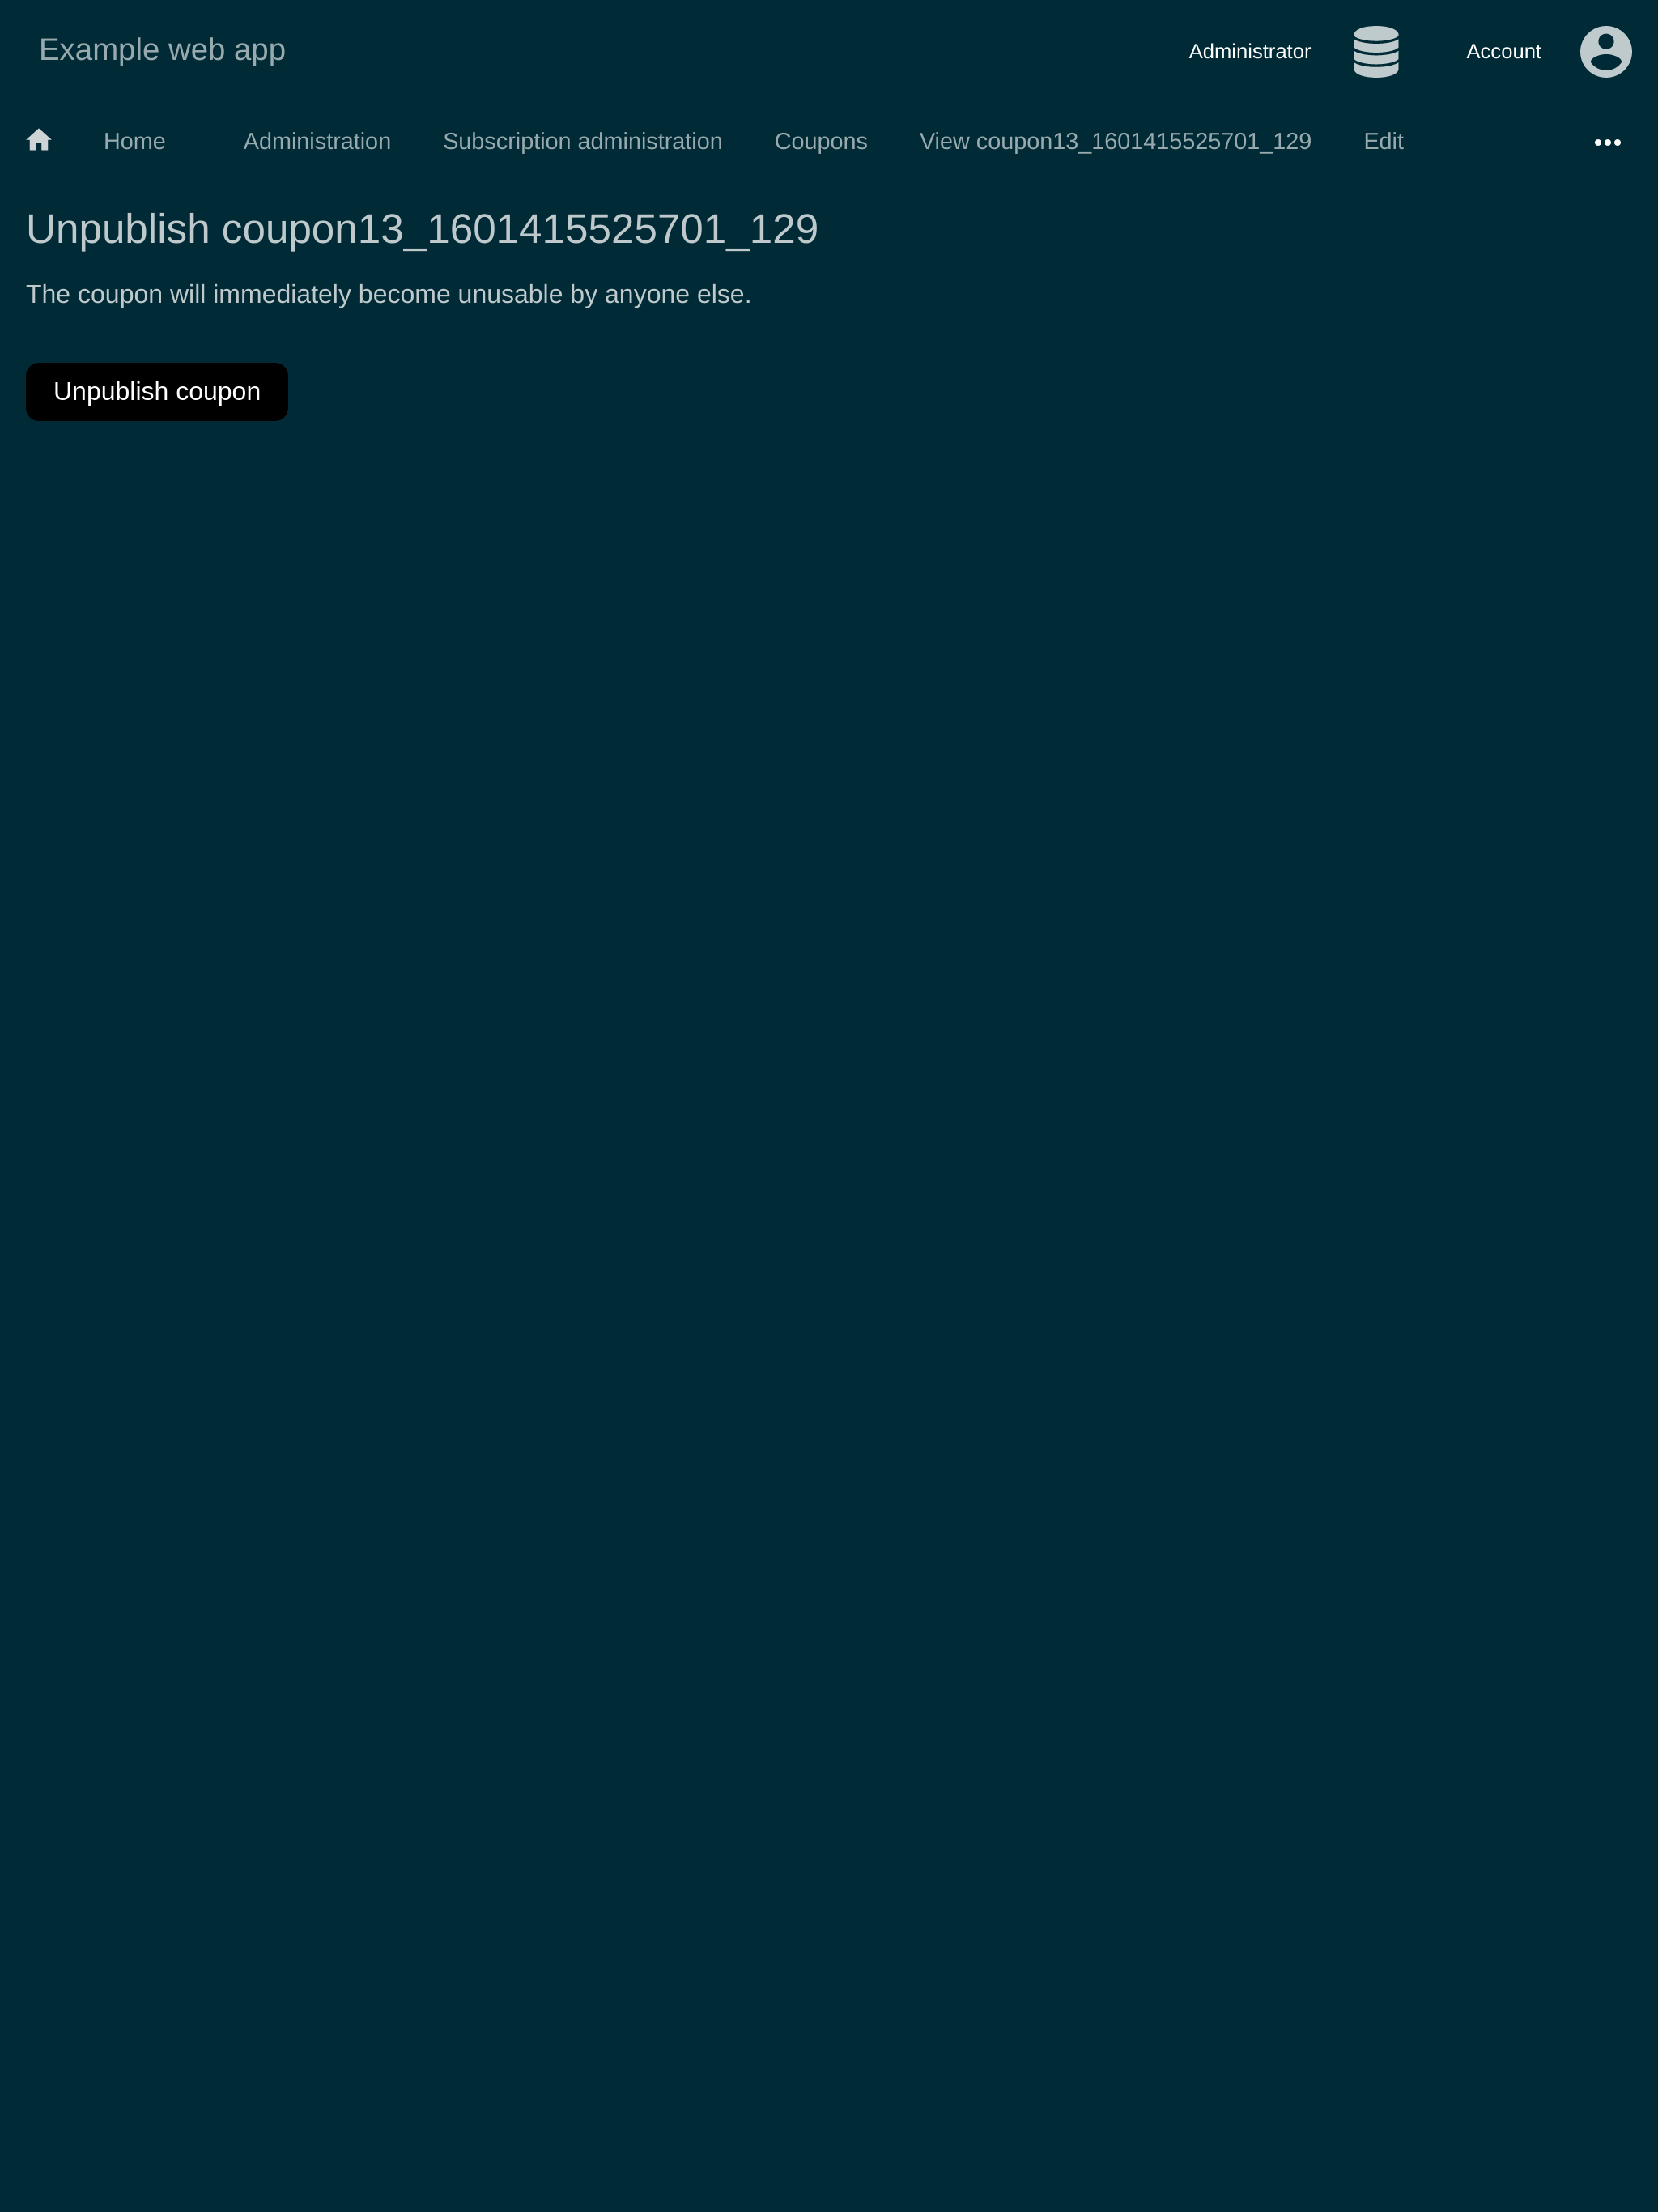 Example web app
Administrator
Account
Home Administration Subscription administration Coupons View coupon13_1601415525701_129 Edit
Unpublish coupon13_1601415525701_129
The coupon will immediately become unusable by anyone else.
Unpublish coupon